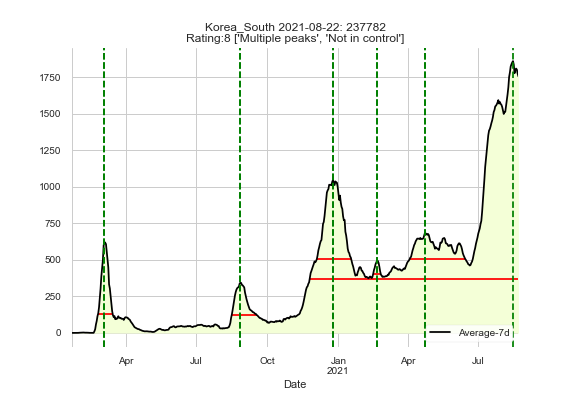 Korea_South 2021-08-22: 237782
Rating:8 ['Multiple peaks', 'Not in control']
1750
1500
1250
1000
750
500
250
0
Apr
Jul
Oct
Jan
2021
Apr
Jul
Date
Average-7d